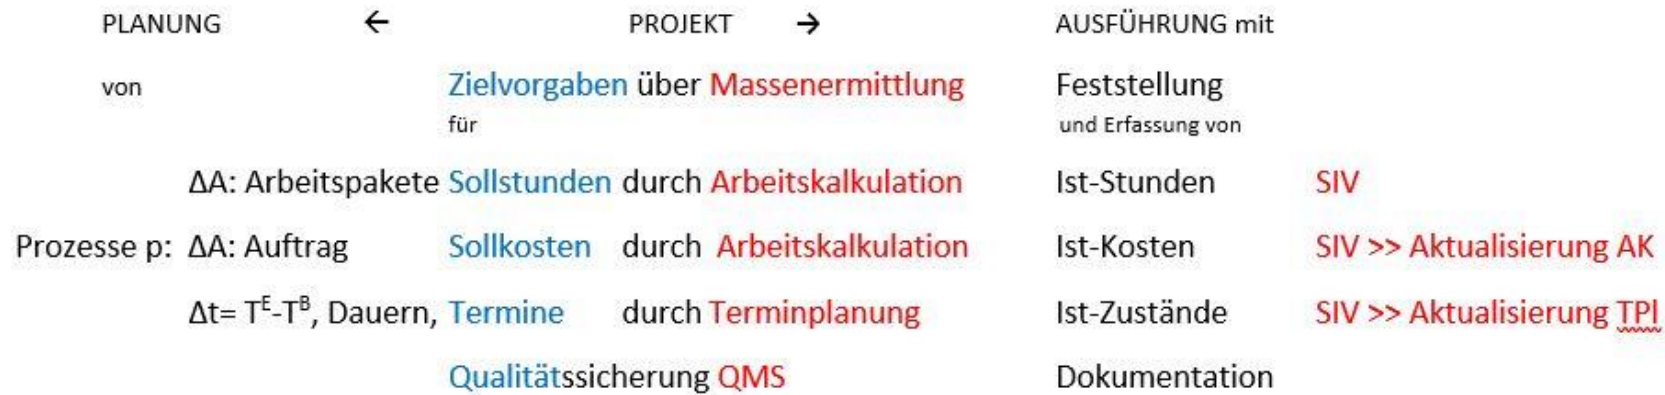 PLANUNG ← PROJEKT → AUSFÜHRUNG mit
von Zielvorgaben über Massenermittlung Feststellung
für und Erfassung von
ΔA: Arbeitspakete Sollstunden durch Arbeitskalkulation Ist-Stunden SIV
Prozesse p: ΔA: Auftrag Sollkosten durch Arbeitskalkulation Ist-Kosten SIV >> Aktualisierung AK
Δt= Tᴱ-Tᴮ, Dauern, Termine durch Terminplanung Ist-Zustände SIV >> Aktualisierung TPl
Qualitätssicherung QMS Dokumentation